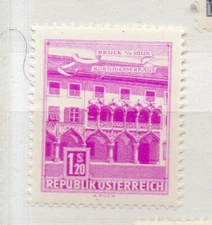 BRUCK A/D MUR
KORNMESSERHAUS
1 S 20
REPUBLIK ÖSTERREICH